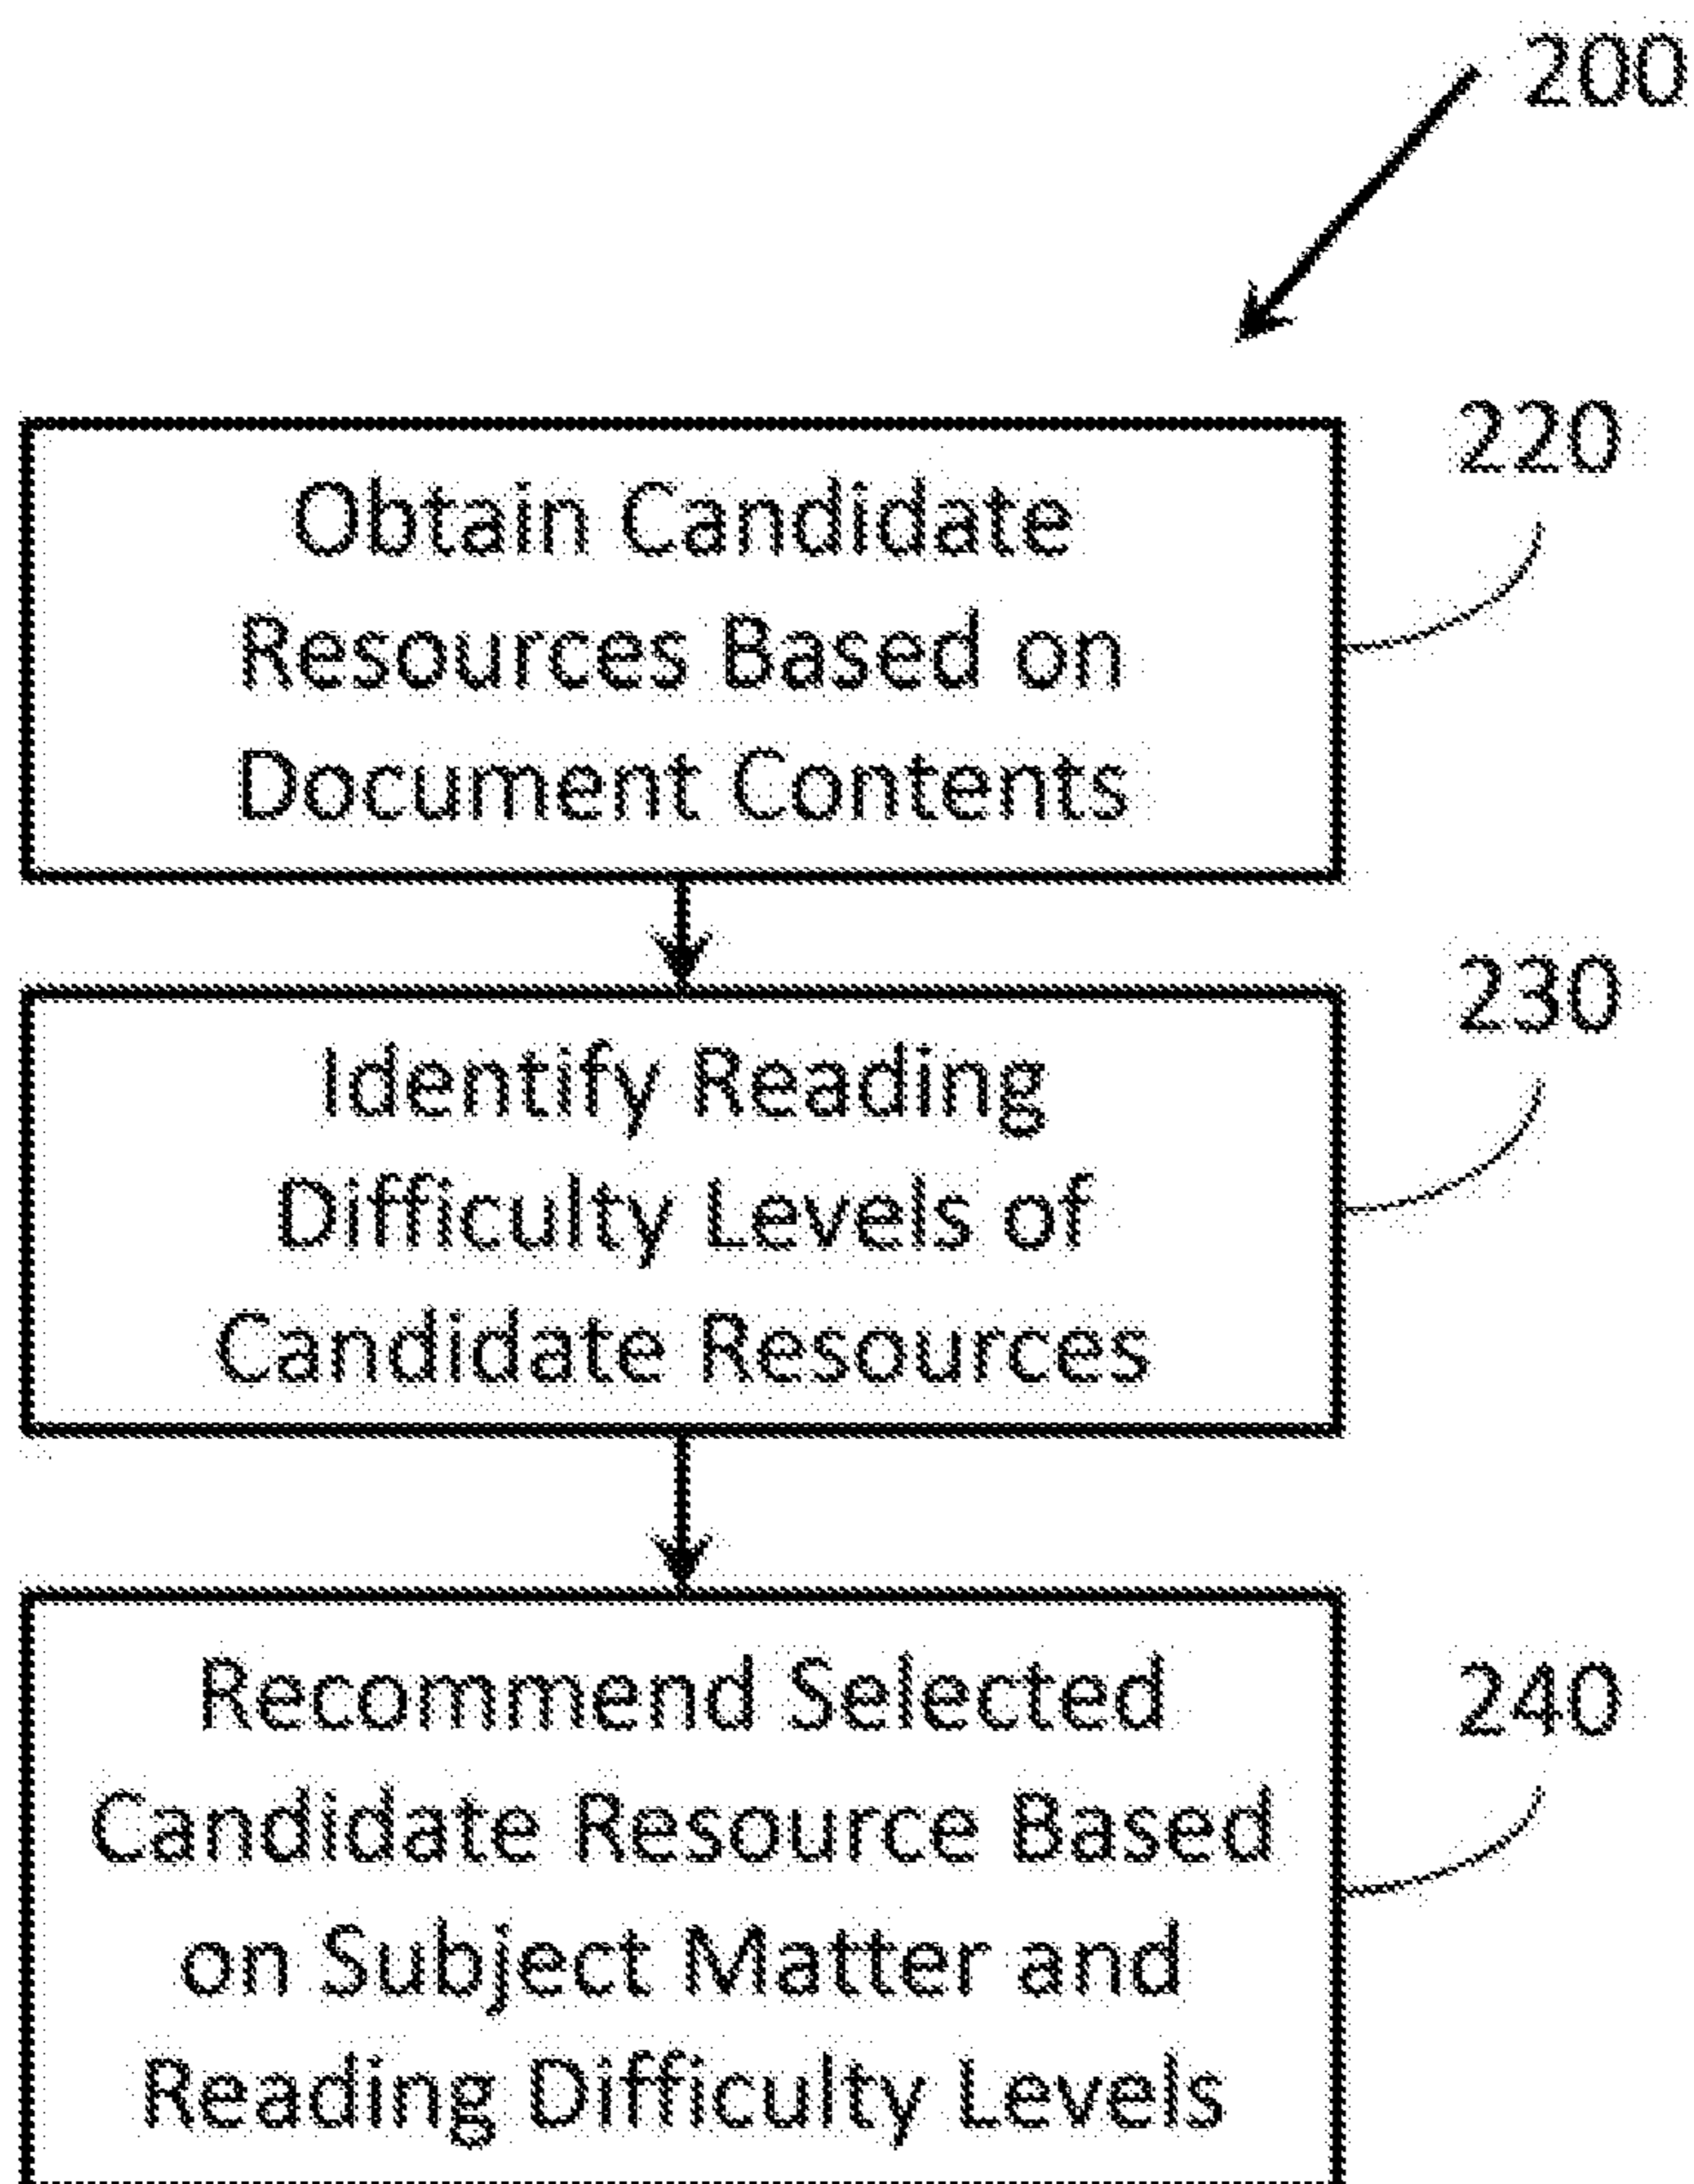 200
220
Obtain Candidate
Resources Based on
Document Contents
230
Identify Reading
Difficulty Levels of
Candidate Resources
240
Recommend Selected
Candidate Resource Based
on Subject Matter and
Reading Difficulty Levels